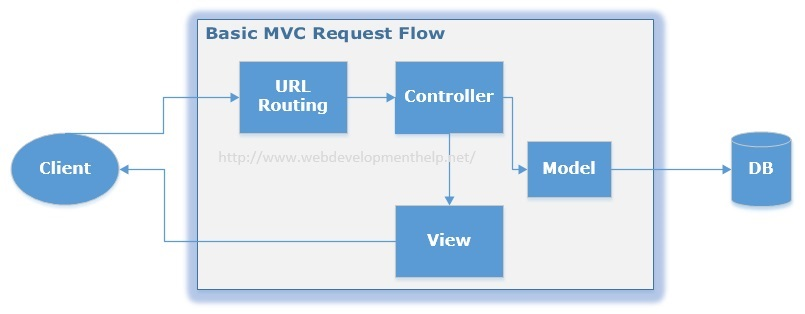 Basic MVC Request Flow
URL
Routing
Controller
http://www.webdevelopmenthelp.net/
Client
Model
DB
View